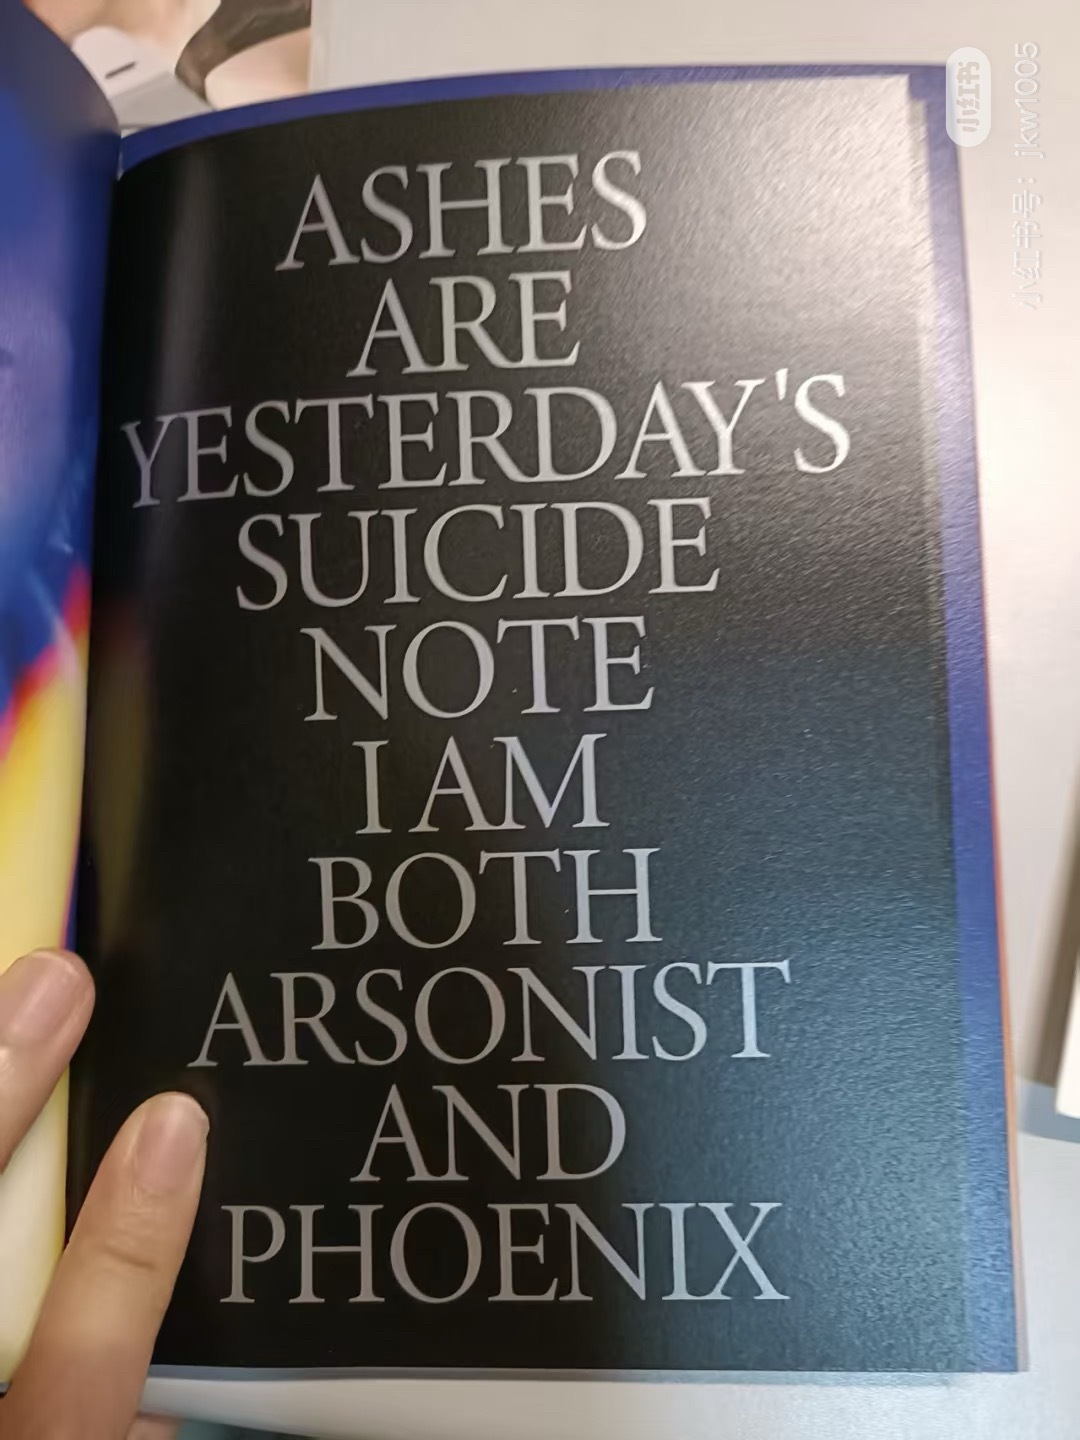 ASHES
ARE
YESTERDAY'S
SUICIDE
NOTE
I AM
BOTH
ARSONIST
AND
PHOENIX
小红书
小红书号：jkw1005